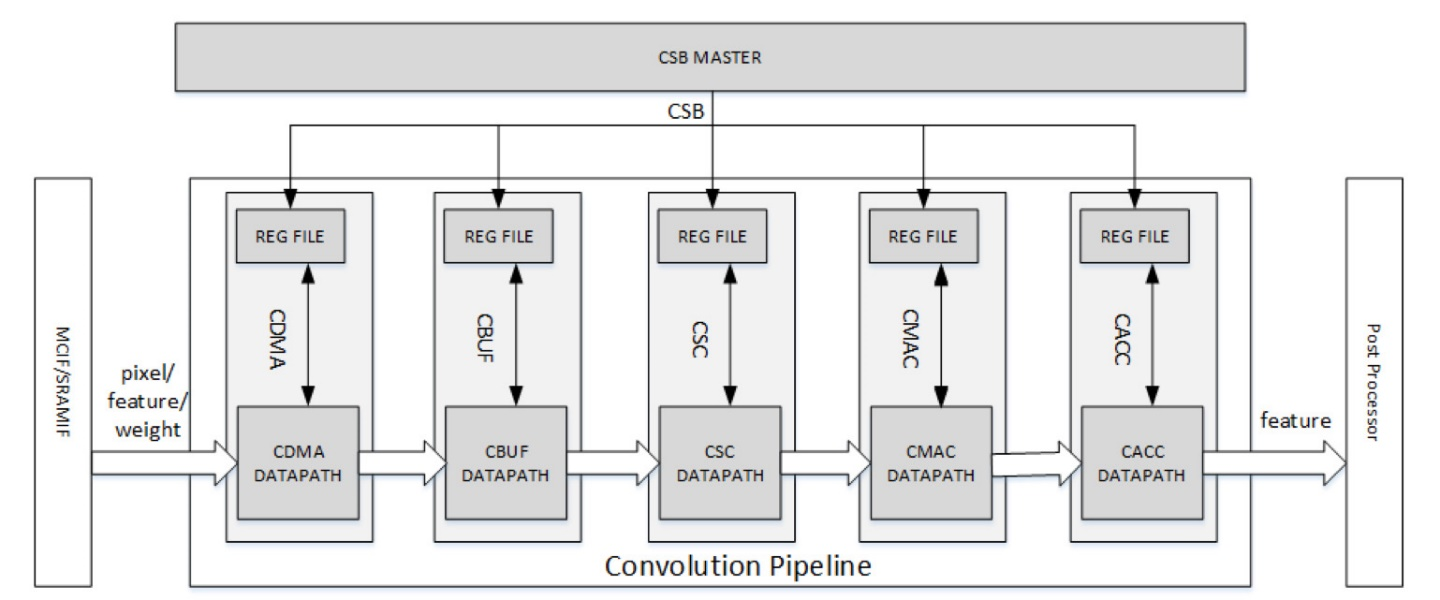 CSB MASTER
CSB
REG FILE
REG FILE
REG FILE
REG FILE
REG FILE
MCIF/SRAMIF
CDMA
CBUF
CSC
CMAC
CACC
Post Processor
pixel/
feature/
weight
CDMA
DATAPATH
CBUF
DATAPATH
CSC
DATAPATH
CMAC
DATAPATH
CACC
DATAPATH
feature
Convolution Pipeline